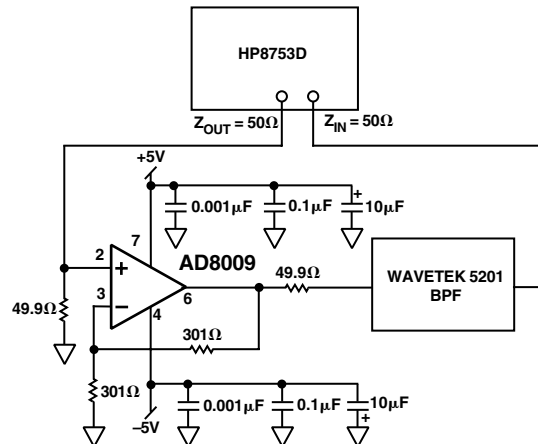 HP8753D
ZOUT = 50Ω
ZIN = 50Ω
+5V
+
0.001μF
0.1μF
10μF
7
2
+
AD8009
WAVETEK 5201
BPF
3
–
6
49.9Ω
49.9Ω
4
301Ω
301Ω
0.001μF
0.1μF
10μF
+
–5V